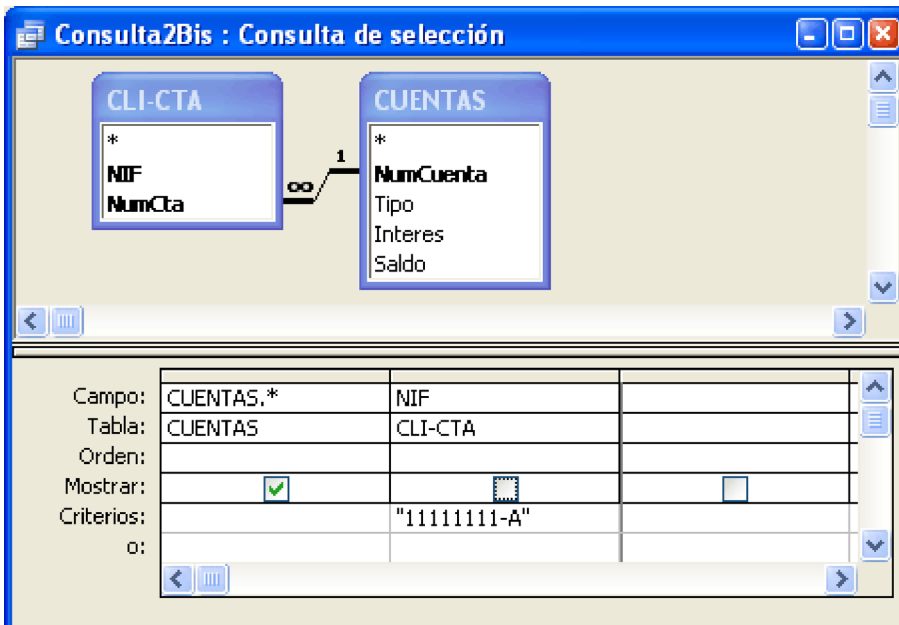 Consulta2Bis : Consulta de selección
CLI-CTA
*
NIF
NumCta
∞
1
CUENTAS
*
NumCuenta
Tipo
Interes
Saldo
Campo: CUENTAS.* NIF
Tabla: CUENTAS CLI-CTA
Orden:
Mostrar:
Criterios: "11111111-A"
o: